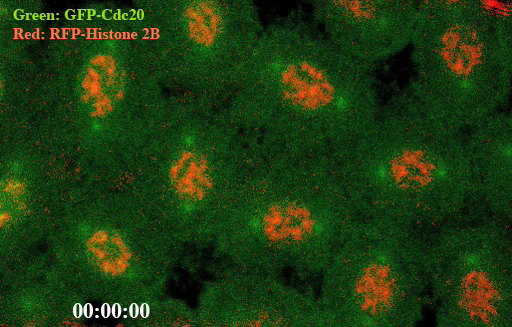 Green: GFP-Cdc20
Red: RFP-Histone 2B
00:00:00